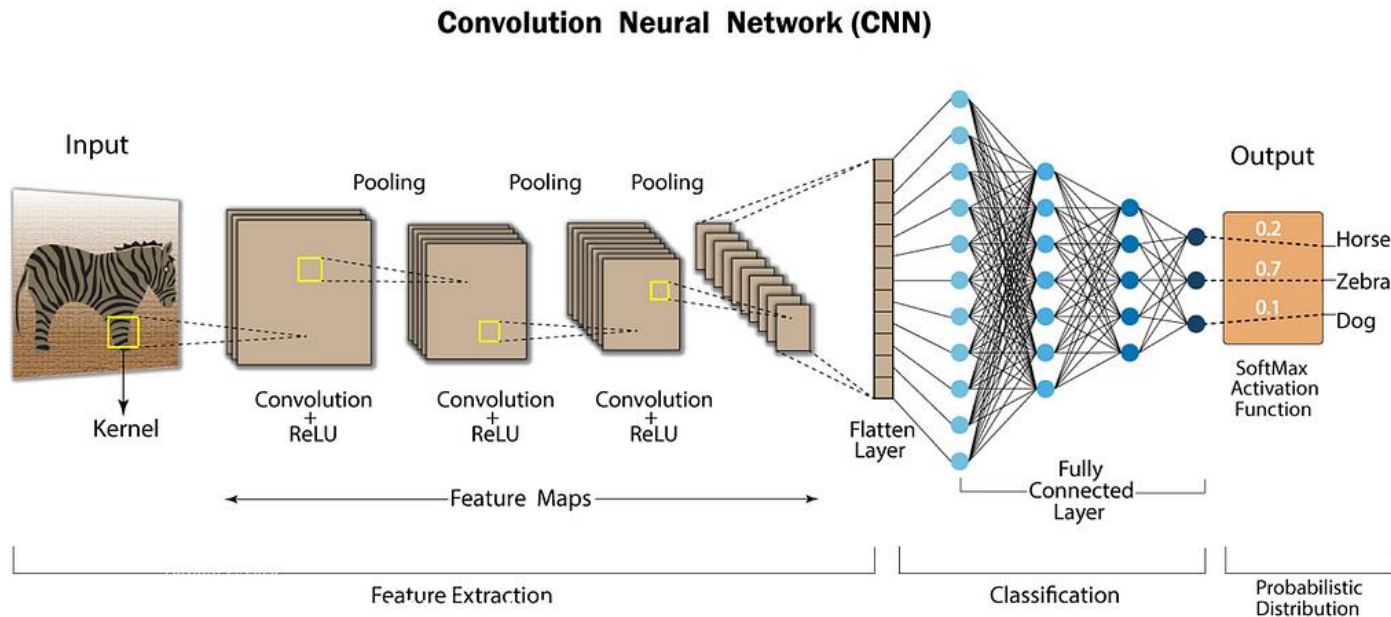 Convolution Neural Network (CNN)
Input
Kernel
Pooling
Pooling
Pooling
Convolution
+
ReLU
Convolution
+
ReLU
Convolution
+
ReLU
Feature Maps
Flatten
Layer
Fully
Connected
Layer
Output
0.2
0.7
0.1
Horse
Zebra
Dog
SoftMax
Activation
Function
Feature Extraction
Classification
Probabilistic
Distribution